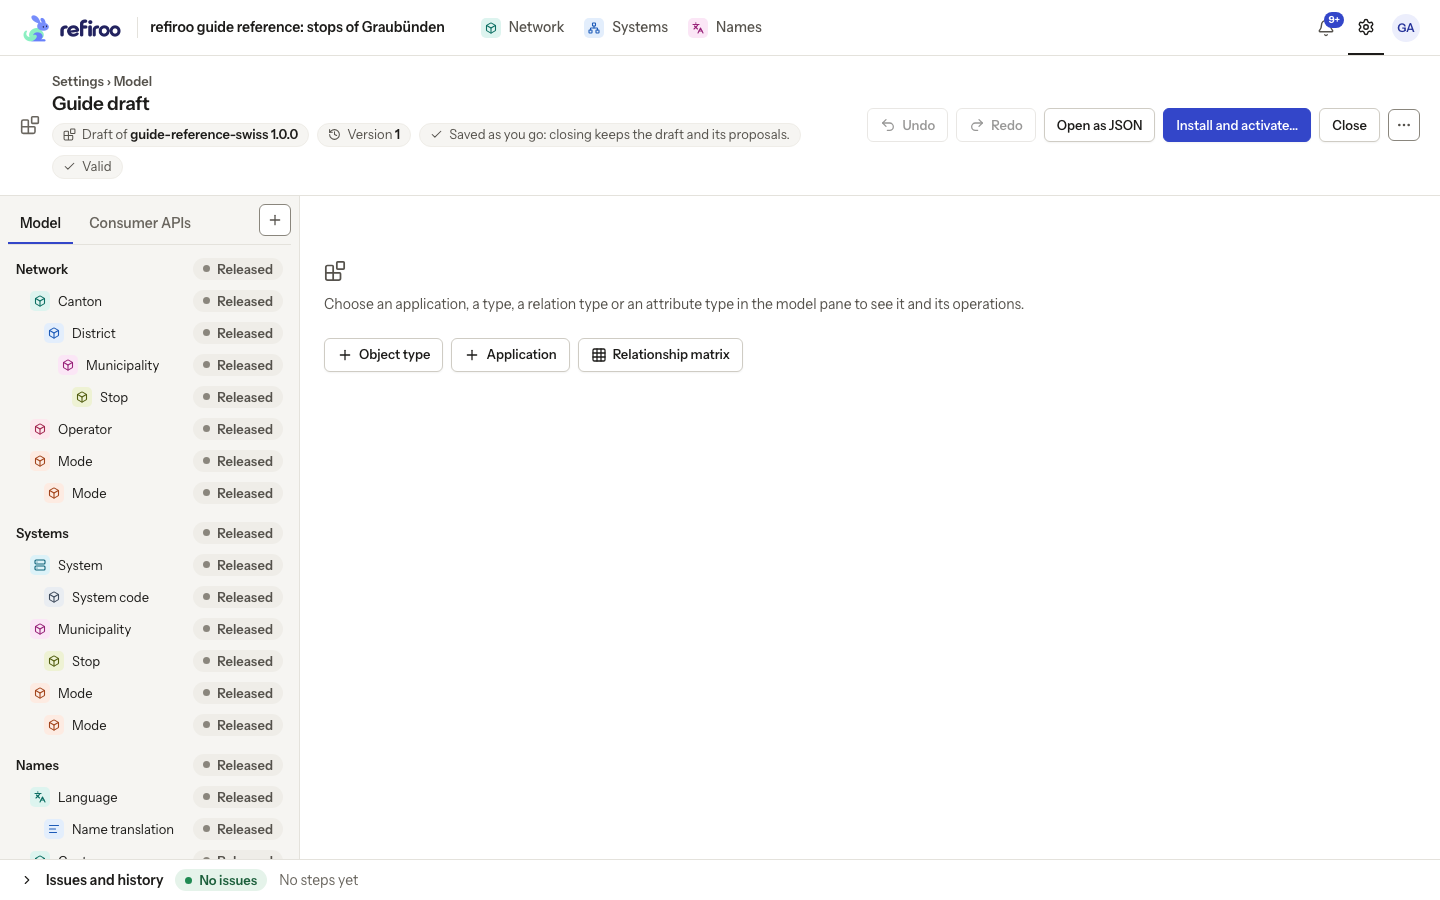 refiroo
refiroo guide reference: stops of Graubünden
Network
Systems
Names
9+
GA
Settings › Model
Guide draft
Draft of guide-reference-swiss 1.0.0
Version 1
Saved as you go: closing keeps the draft and its proposals.
Valid
Undo
Redo
Open as JSON
Install and activate...
Close
Model
Consumer APIs
Network Released
Canton Released
District Released
Municipality Released
Stop Released
Operator Released
Mode Released
Mode Released
Systems Released
System Released
System code Released
Municipality Released
Stop Released
Mode Released
Mode Released
Names Released
Language Released
Name translation Released
Choose an application, a type, a relation type or an attribute type in the model pane to see it and its operations.
Object type
Application
Relationship matrix
Issues and history
No issues
No steps yet